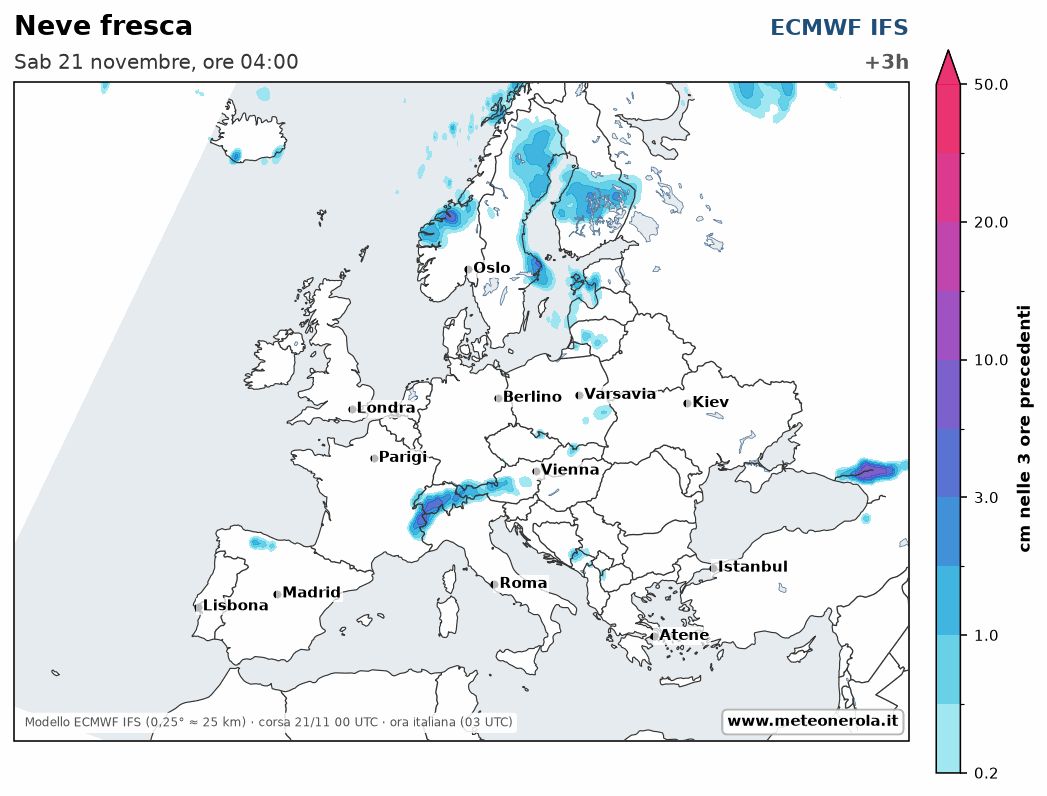 Neve fresca
ECMWF IFS
Sab 21 novembre, ore 04:00
+3h
50.0
20.0
10.0
3.0
1.0
0.2
cm nelle 3 ore precedenti
Oslo
Berlino
Varsavia
Kiev
Londra
Parigi
Vienna
Istanbul
Roma
Madrid
Lisbona
Atene
Modello ECMWF IFS (0,25° ≈ 25 km) · corsa 21/11 00 UTC · ora italiana (03 UTC)
www.meteonerola.it